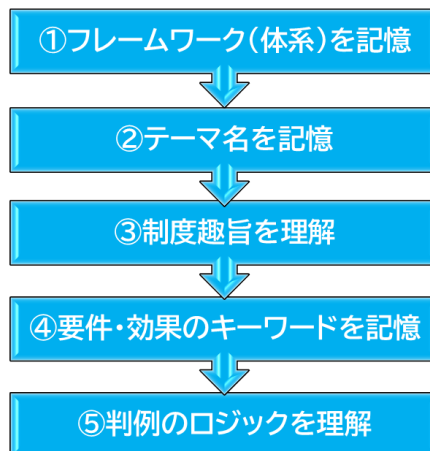 ①フレームワーク(体系)を記憶
②テーマ名を記憶
③制度趣旨を理解
④要件・効果のキーワードを記憶
⑤判例のロジックを理解